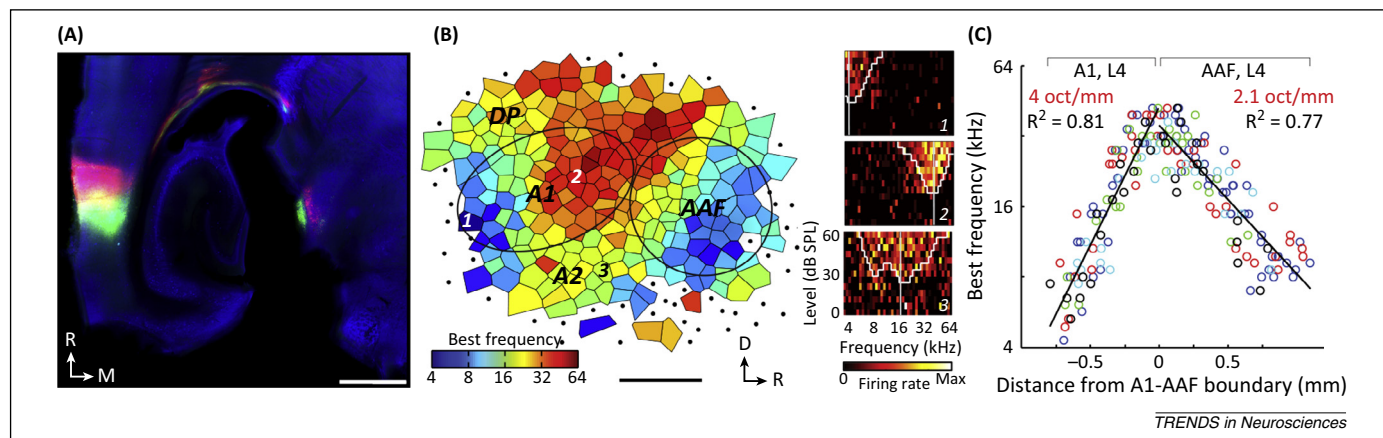 (A)
R
M
(B)
DP
A1
2
1
AAF
A2
3
Best frequency
4 8 16 32 64
D
R
1
2
3
Level (dB SPL)
60
30
0
4 8 16 32 64
Frequency (kHz)
0 Max
Firing rate
(C)
A1, L4 AAF, L4
4 oct/mm 2.1 oct/mm
R² = 0.81 R² = 0.77
Best frequency (kHz)
64
16
4
−0.5 0 0.5
Distance from A1-AAF boundary (mm)
TRENDS in Neurosciences